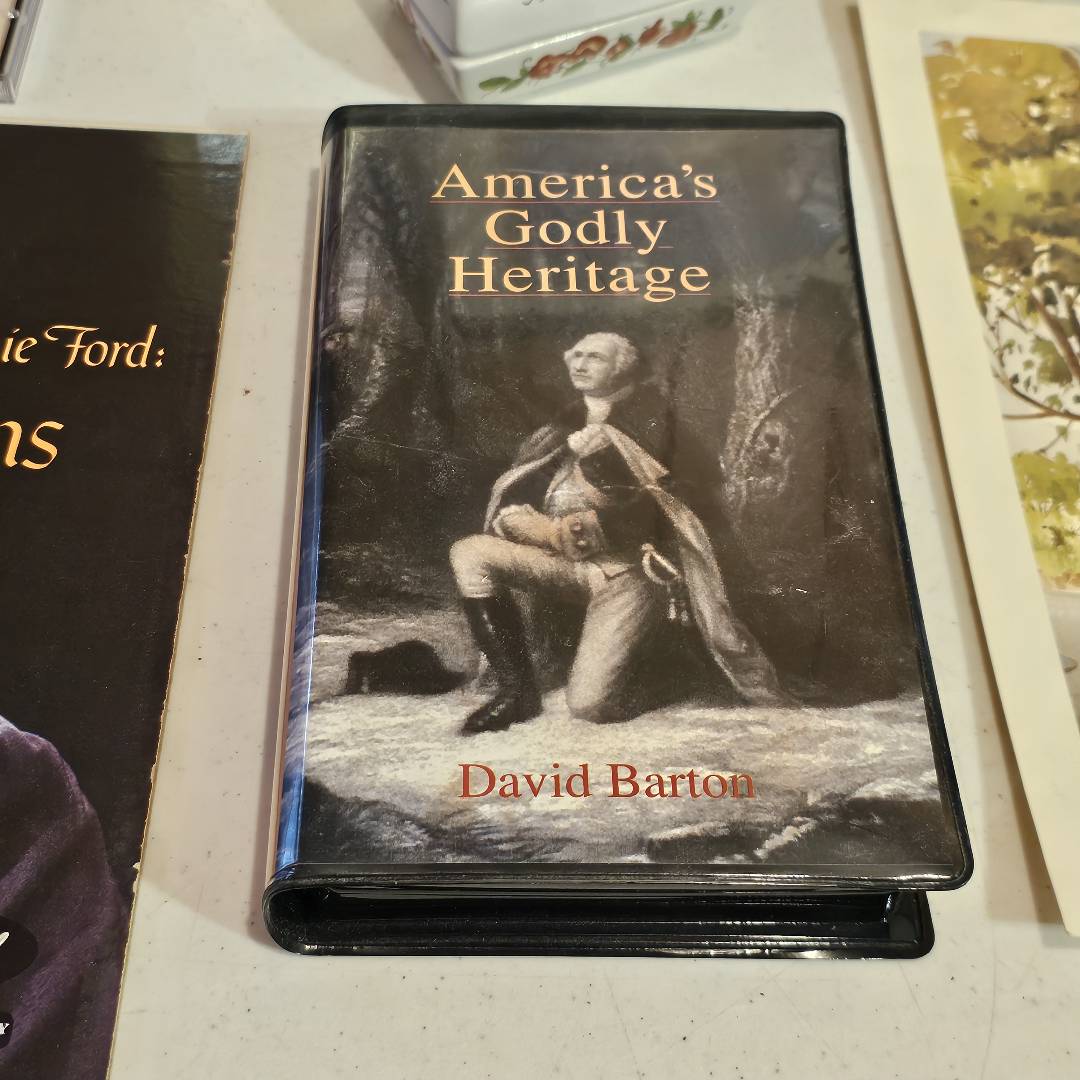 ie Ford:
ns
America's
Godly
Heritage
David Barton